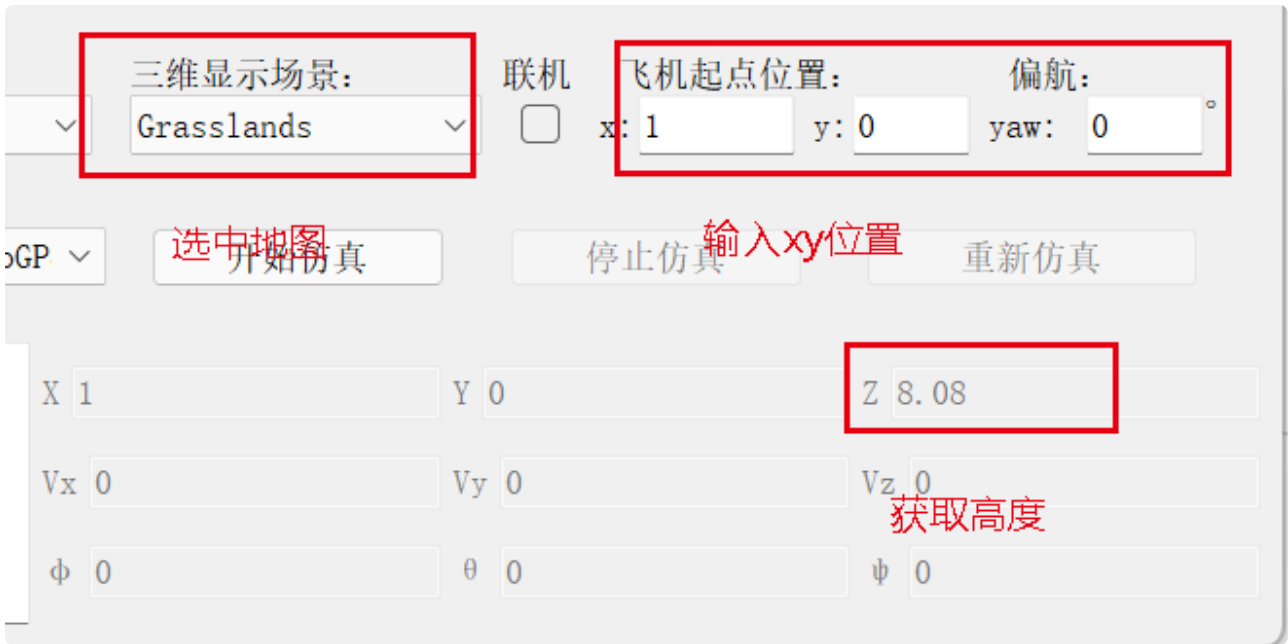 三维显示场景: 联机 飞机起点位置: 偏航:
Grasslands x: 1 y: 0 yaw: 0 °
选中地图 输入xy位置
oGP 开始仿真 停止仿真 重新仿真
X 1 Y 0 Z 8.08
Vx 0 Vy 0 Vz 0
获取高度
ϕ 0 θ 0 ψ 0